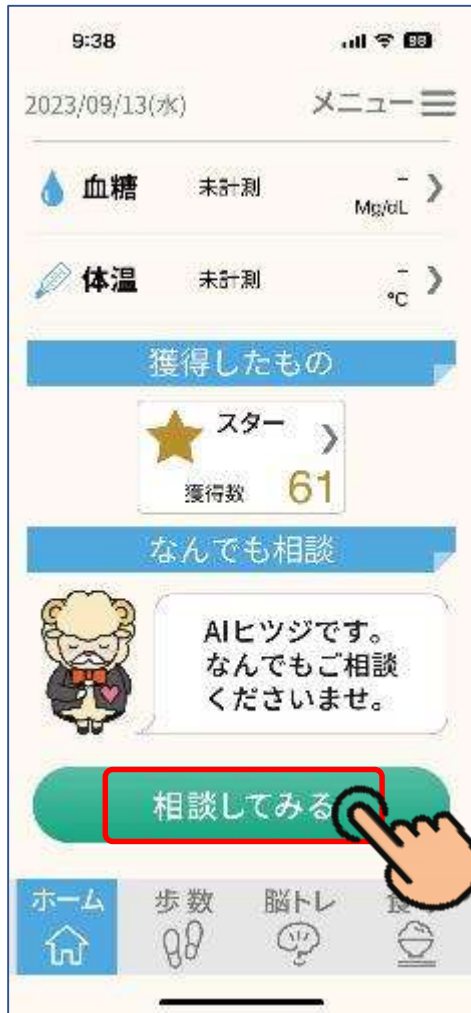 9:38
98
2023/09/13(水)
メニュー
血糖 未計測 - Mg/dL
体温 未計測 - ℃
獲得したもの
スター
獲得数 61
なんでも相談
AIヒツジです。
なんでもご相談
くださいませ。
相談してみる
ホーム 歩数 脳トレ